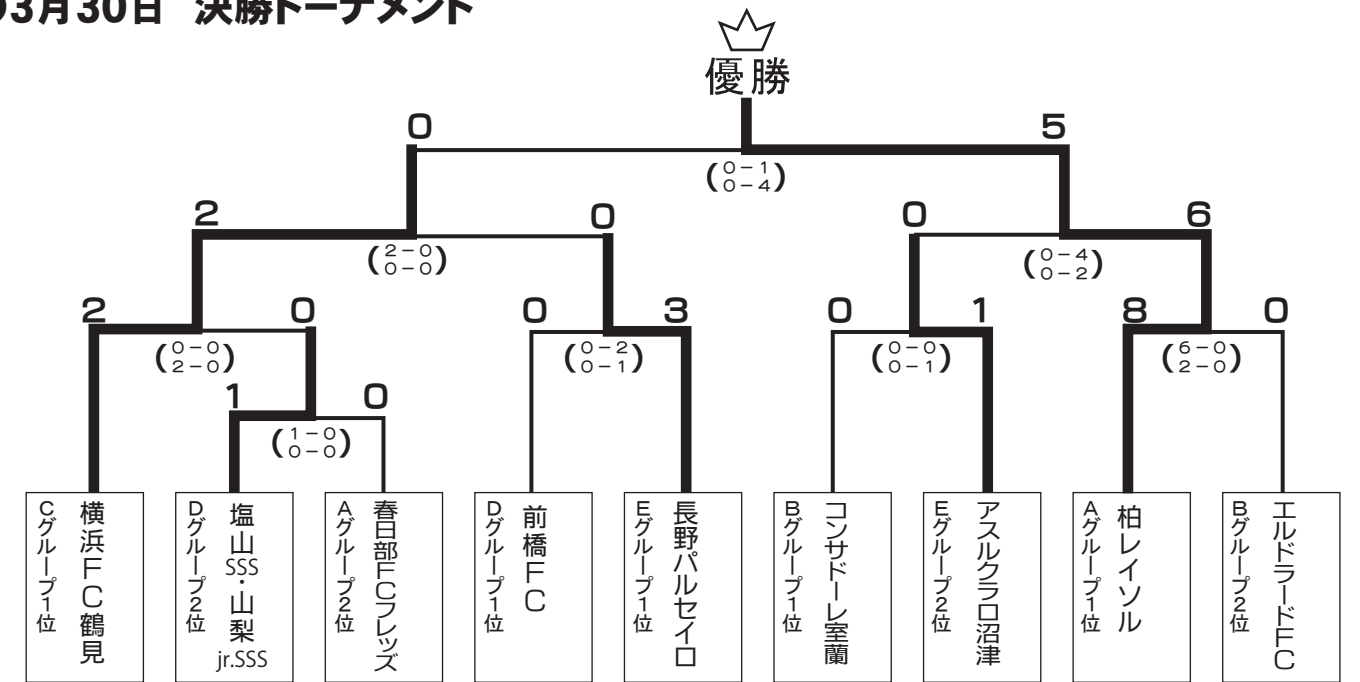 3月30日 決勝トーナメント
優勝
0
5
(0-1
0-4)
2
0
0
6
(2-0
0-0)
(0-4
0-2)
2
0
0
3
0
1
8
0
(0-0
2-0)
(0-2
0-1)
(0-0
0-1)
(6-0
2-0)
1
0
(1-0
0-0)
Cグループ1位
横浜FC鶴見
Dグループ2位
塩山SSS・山梨jr.SSS
Aグループ2位
春日部FCフレッズ
Dグループ1位
前橋FC
Eグループ1位
長野パルセイロ
Bグループ1位
コンサドーレ室蘭
Eグループ2位
アスルクラロ沼津
Aグループ1位
柏レイソル
Bグループ2位
エルドラードFC